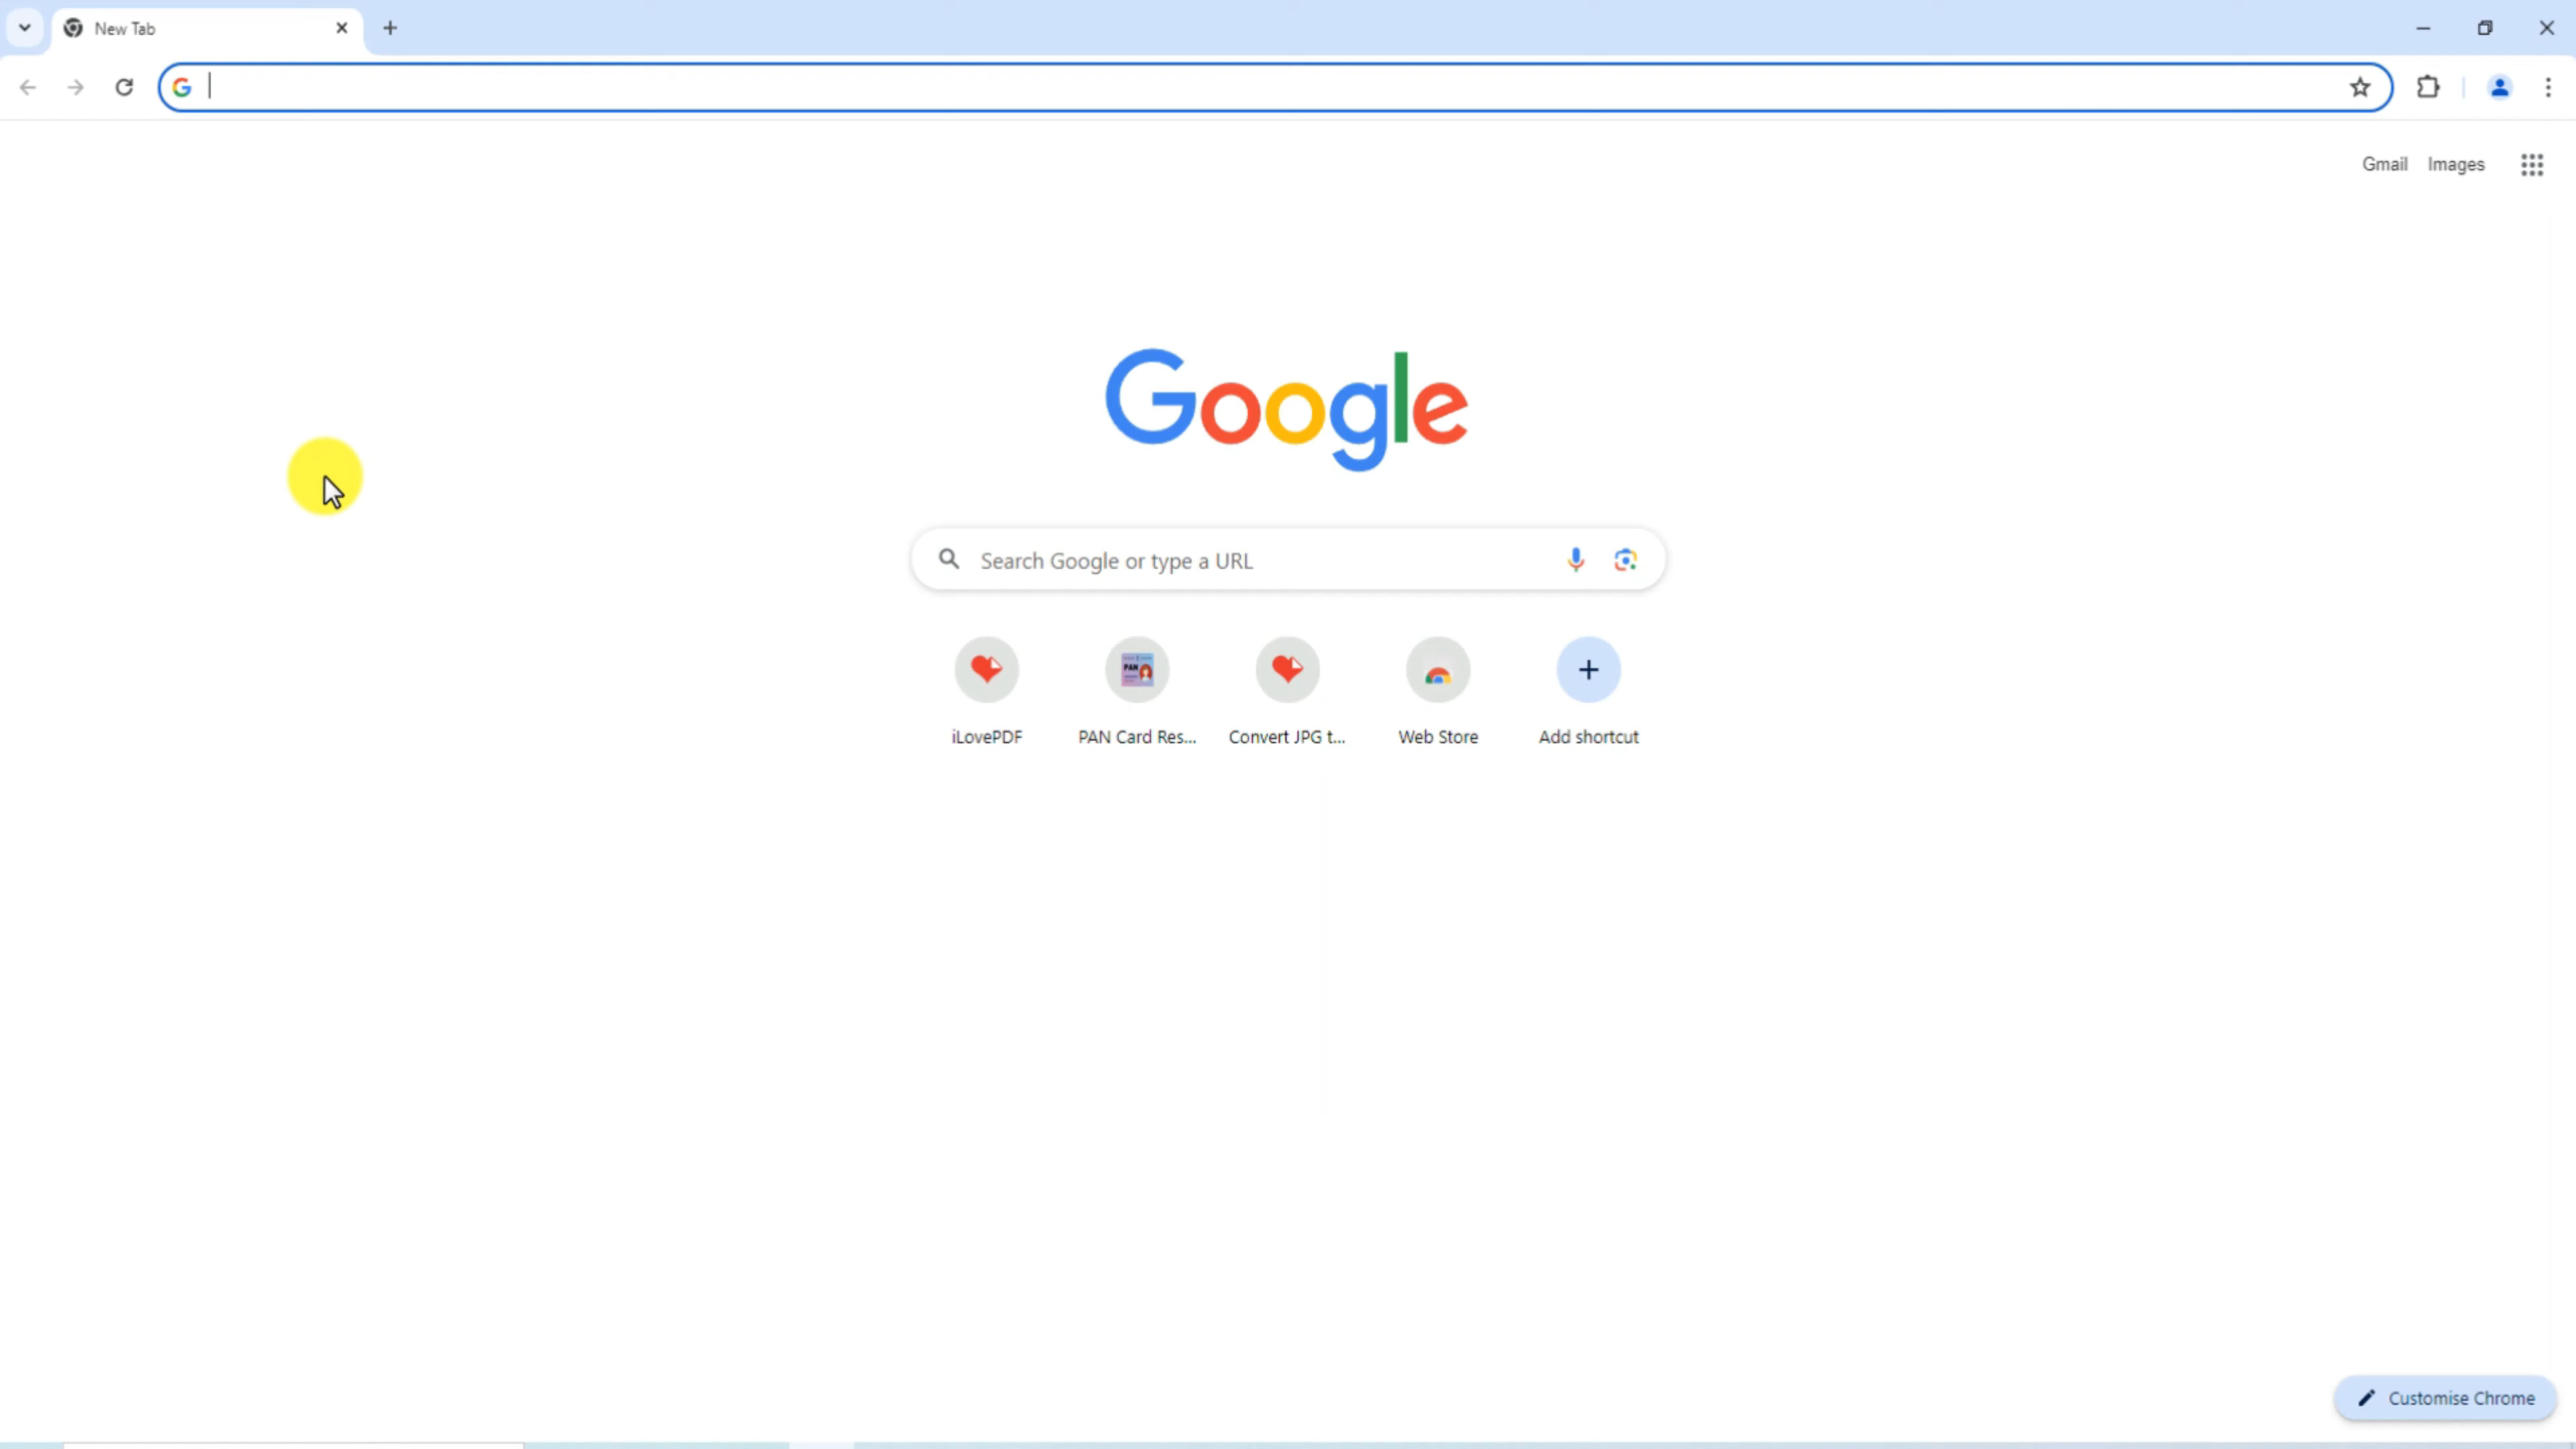 New Tab
Gmail Images
Google
Search Google or type a URL
iLovePDF
PAN Card Res...
Convert JPG t...
Web Store
Add shortcut
Customise Chrome